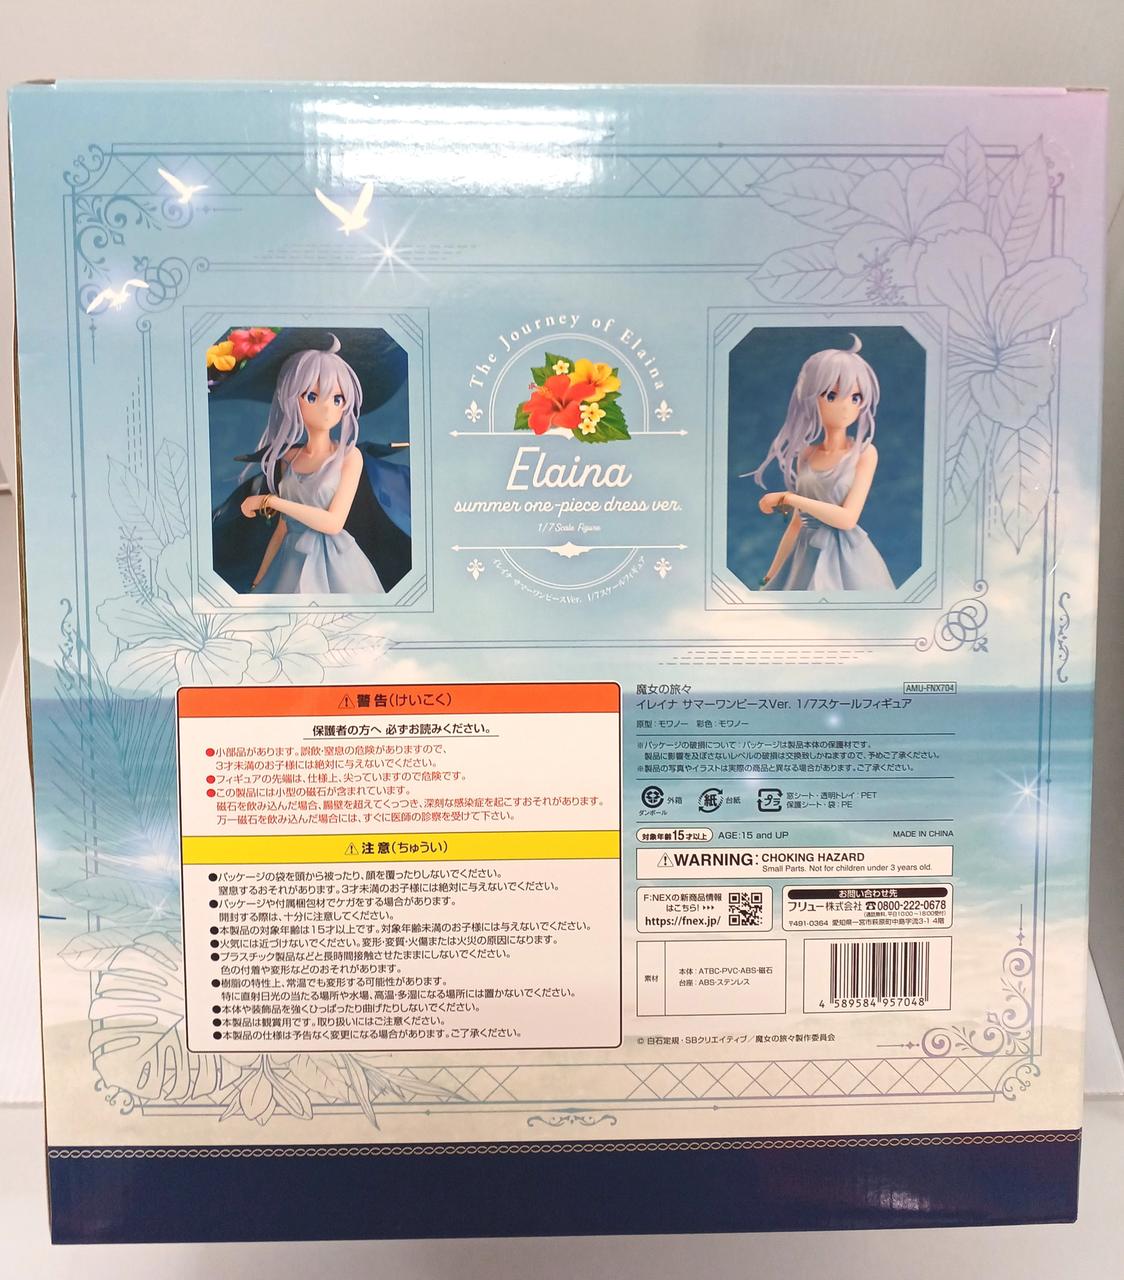 The Journey of Elaina
Elaina
summer one-piece dress ver.
1/7 Scale Figure
イレイナ サマーワンピースVer. 1/7スケールフィギュア
⚠警告(けいこく)
保護者の方へ 必ずお読みください。
●小部品があります。誤飲・窒息の危険がありますので、
3才未満のお子様には絶対に与えないでください。
●フィギュアの先端は、仕様上、尖っていますので危険です。
●この製品には小型の磁石が含まれています。
磁石を飲み込んだ場合、腸壁を超えてくっつき、深刻な感染症を起こすおそれがあります。
万一磁石を飲み込んだ場合には、すぐに医師の診察を受けて下さい。
⚠注意(ちゅうい)
●パッケージの袋を頭から被ったり、顔を覆ったりしないでください。
窒息するおそれがあります。3才未満のお子様には絶対に与えないでください。
●パッケージや付属梱包材でケガをする場合があります。
開封する際は、十分に注意してください。
●本製品の対象年齢は15才以上です。対象年齢未満のお子様には与えないでください。
●火気には近づけないでください。変形・変質・火傷または火災の原因になります。
●プラスチック製品などと長時間接触させたままにしないでください。
色の付着や変形などのおそれがあります。
●樹脂の特性上、常温でも変形する可能性があります。
特に直射日光の当たる場所や水場、高温・多湿になる場所には置かないでください。
●本体や装飾品を強くひっぱったり曲げたりしないでください。
●本製品は観賞用です。取り扱いにはご注意ください。
●本製品の仕様は予告なく変更になる場合があります。ご了承ください。
魔女の旅々
AMU-FNX704
イレイナ サマーワンピースVer. 1/7スケールフィギュア
原型:モワノー 彩色:モワノー
※パッケージの破損について:パッケージは製品本体の保護材です。
製品に影響を及ぼさないレベルの破損は交換致しかねますので、予めご了承ください。
※製品の写真やイラストは実際の商品と異なる場合があります。ご了承ください。
ダンボール
外箱
紙
台紙
プラ
窓シート・透明トレイ:PET
保護シート・袋:PE
対象年齢15才以上 AGE:15 and UP
MADE IN CHINA
⚠WARNING: CHOKING HAZARD
Small Parts. Not for children under 3 years old.
F:NEXの新商品情報
はこちら! ›››
https://fnex.jp/
お問い合わせ先
フリュー株式会社 ☎0800-222-0678
(通話無料、平日10:00~18:00受付)
〒491-0364 愛知県一宮市萩原町中島字流3-1 4階
素材
本体:ATBC-PVC・ABS・磁石
台座:ABS・ステンレス
4 589584 957048
© 白石定規・SBクリエイティブ/魔女の旅々製作委員会